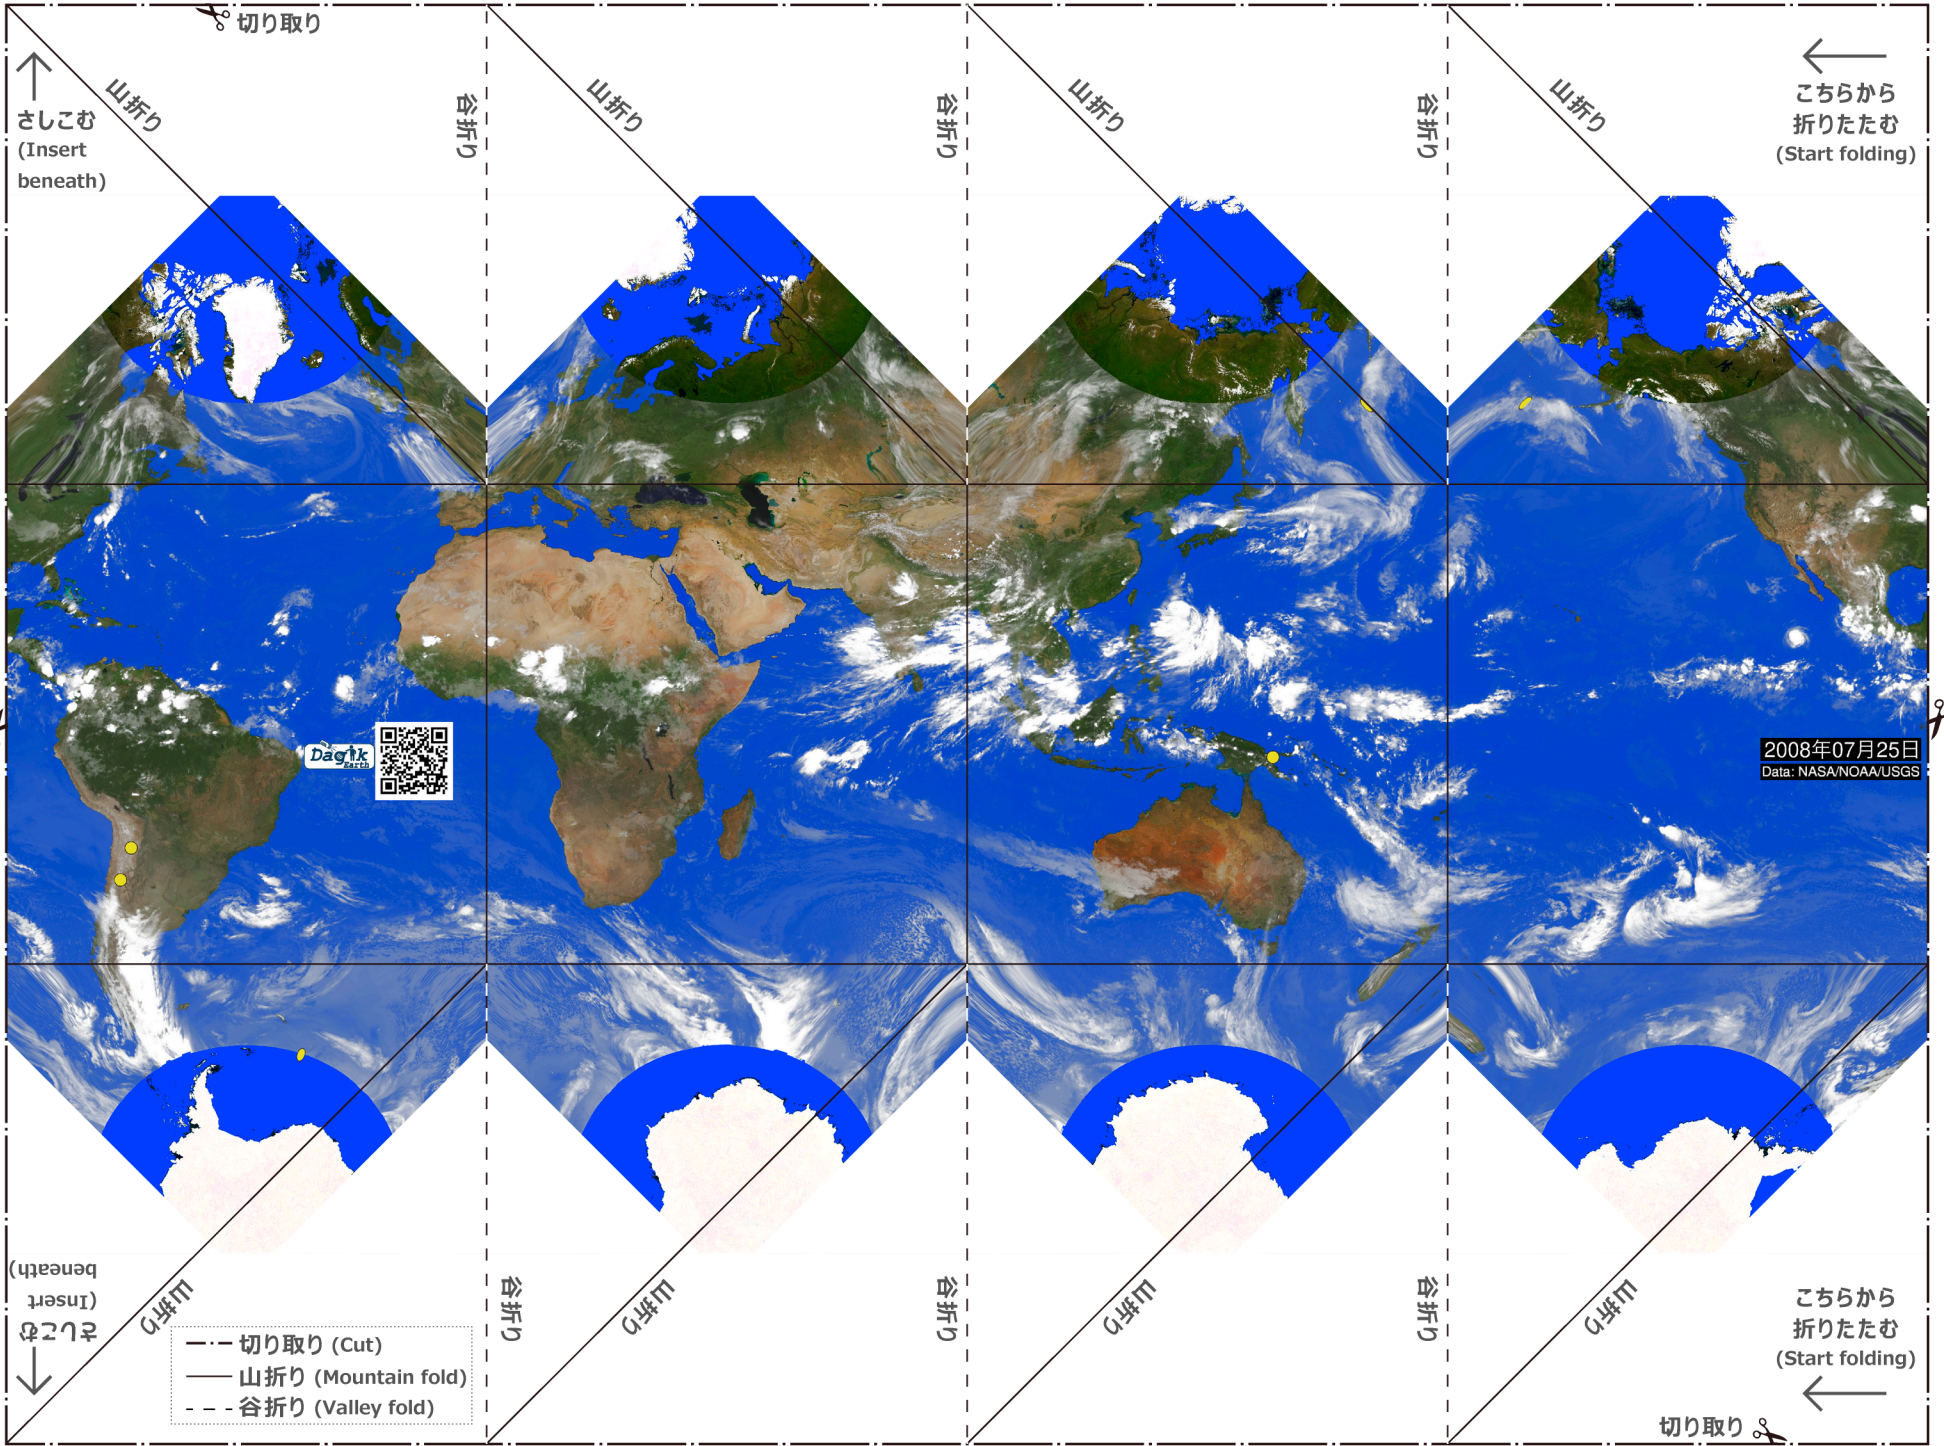 切り取り
山折り
谷折り
山折り
谷折り
山折り
谷折り
山折り
さしこむ
(Insert
beneath)
こちらから
折りたたむ
(Start folding)
Dagik
Earth
2008年07月25日
Data: NASA/NOAA/USGS
さしこむ
(Insert
beneath)
山折り
谷折り
山折り
谷折り
山折り
谷折り
山折り
こちらから
折りたたむ
(Start folding)
切り取り (Cut)
山折り (Mountain fold)
谷折り (Valley fold)
切り取り